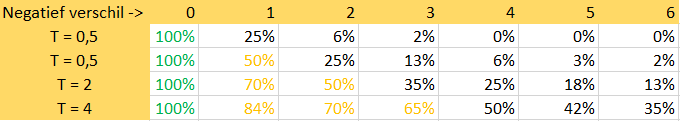 Negatief verschil -> 0 1 2 3 4 5 6
T = 0,5 100% 25% 6% 2% 0% 0% 0%
T = 0,5 100% 50% 25% 13% 6% 3% 2%
T = 2 100% 70% 50% 35% 25% 18% 13%
T = 4 100% 84% 70% 65% 50% 42% 35%